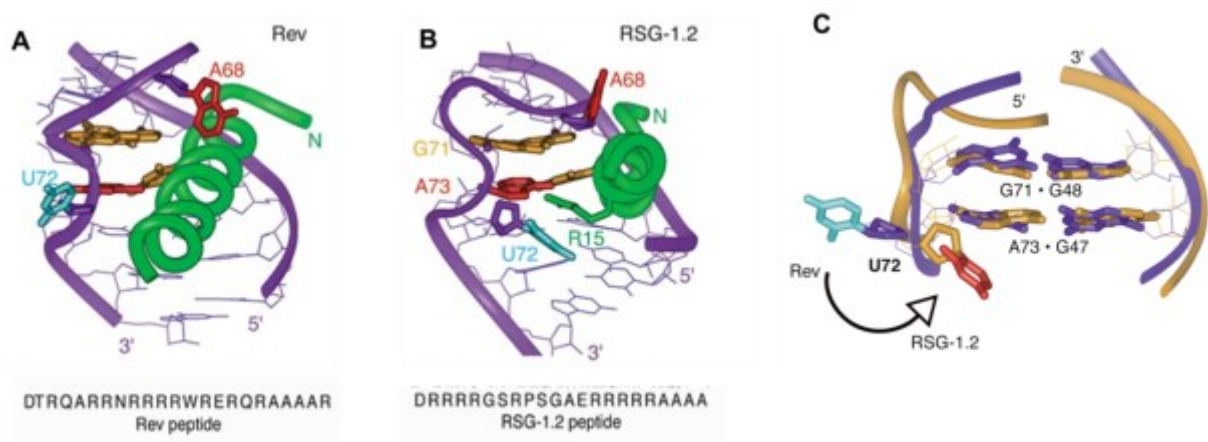 A
Rev
A68
N
U72
5'
3'
DTRQARRNRRRRWRERQRAAAAR
Rev peptide
B
RSG-1.2
A68
N
G71
A73
U72
R15
5'
3'
DRRRRGSRPSGAERRRRRAAAA
RSG-1.2 peptide
C
3'
5'
G71 • G48
A73 • G47
U72
Rev
RSG-1.2